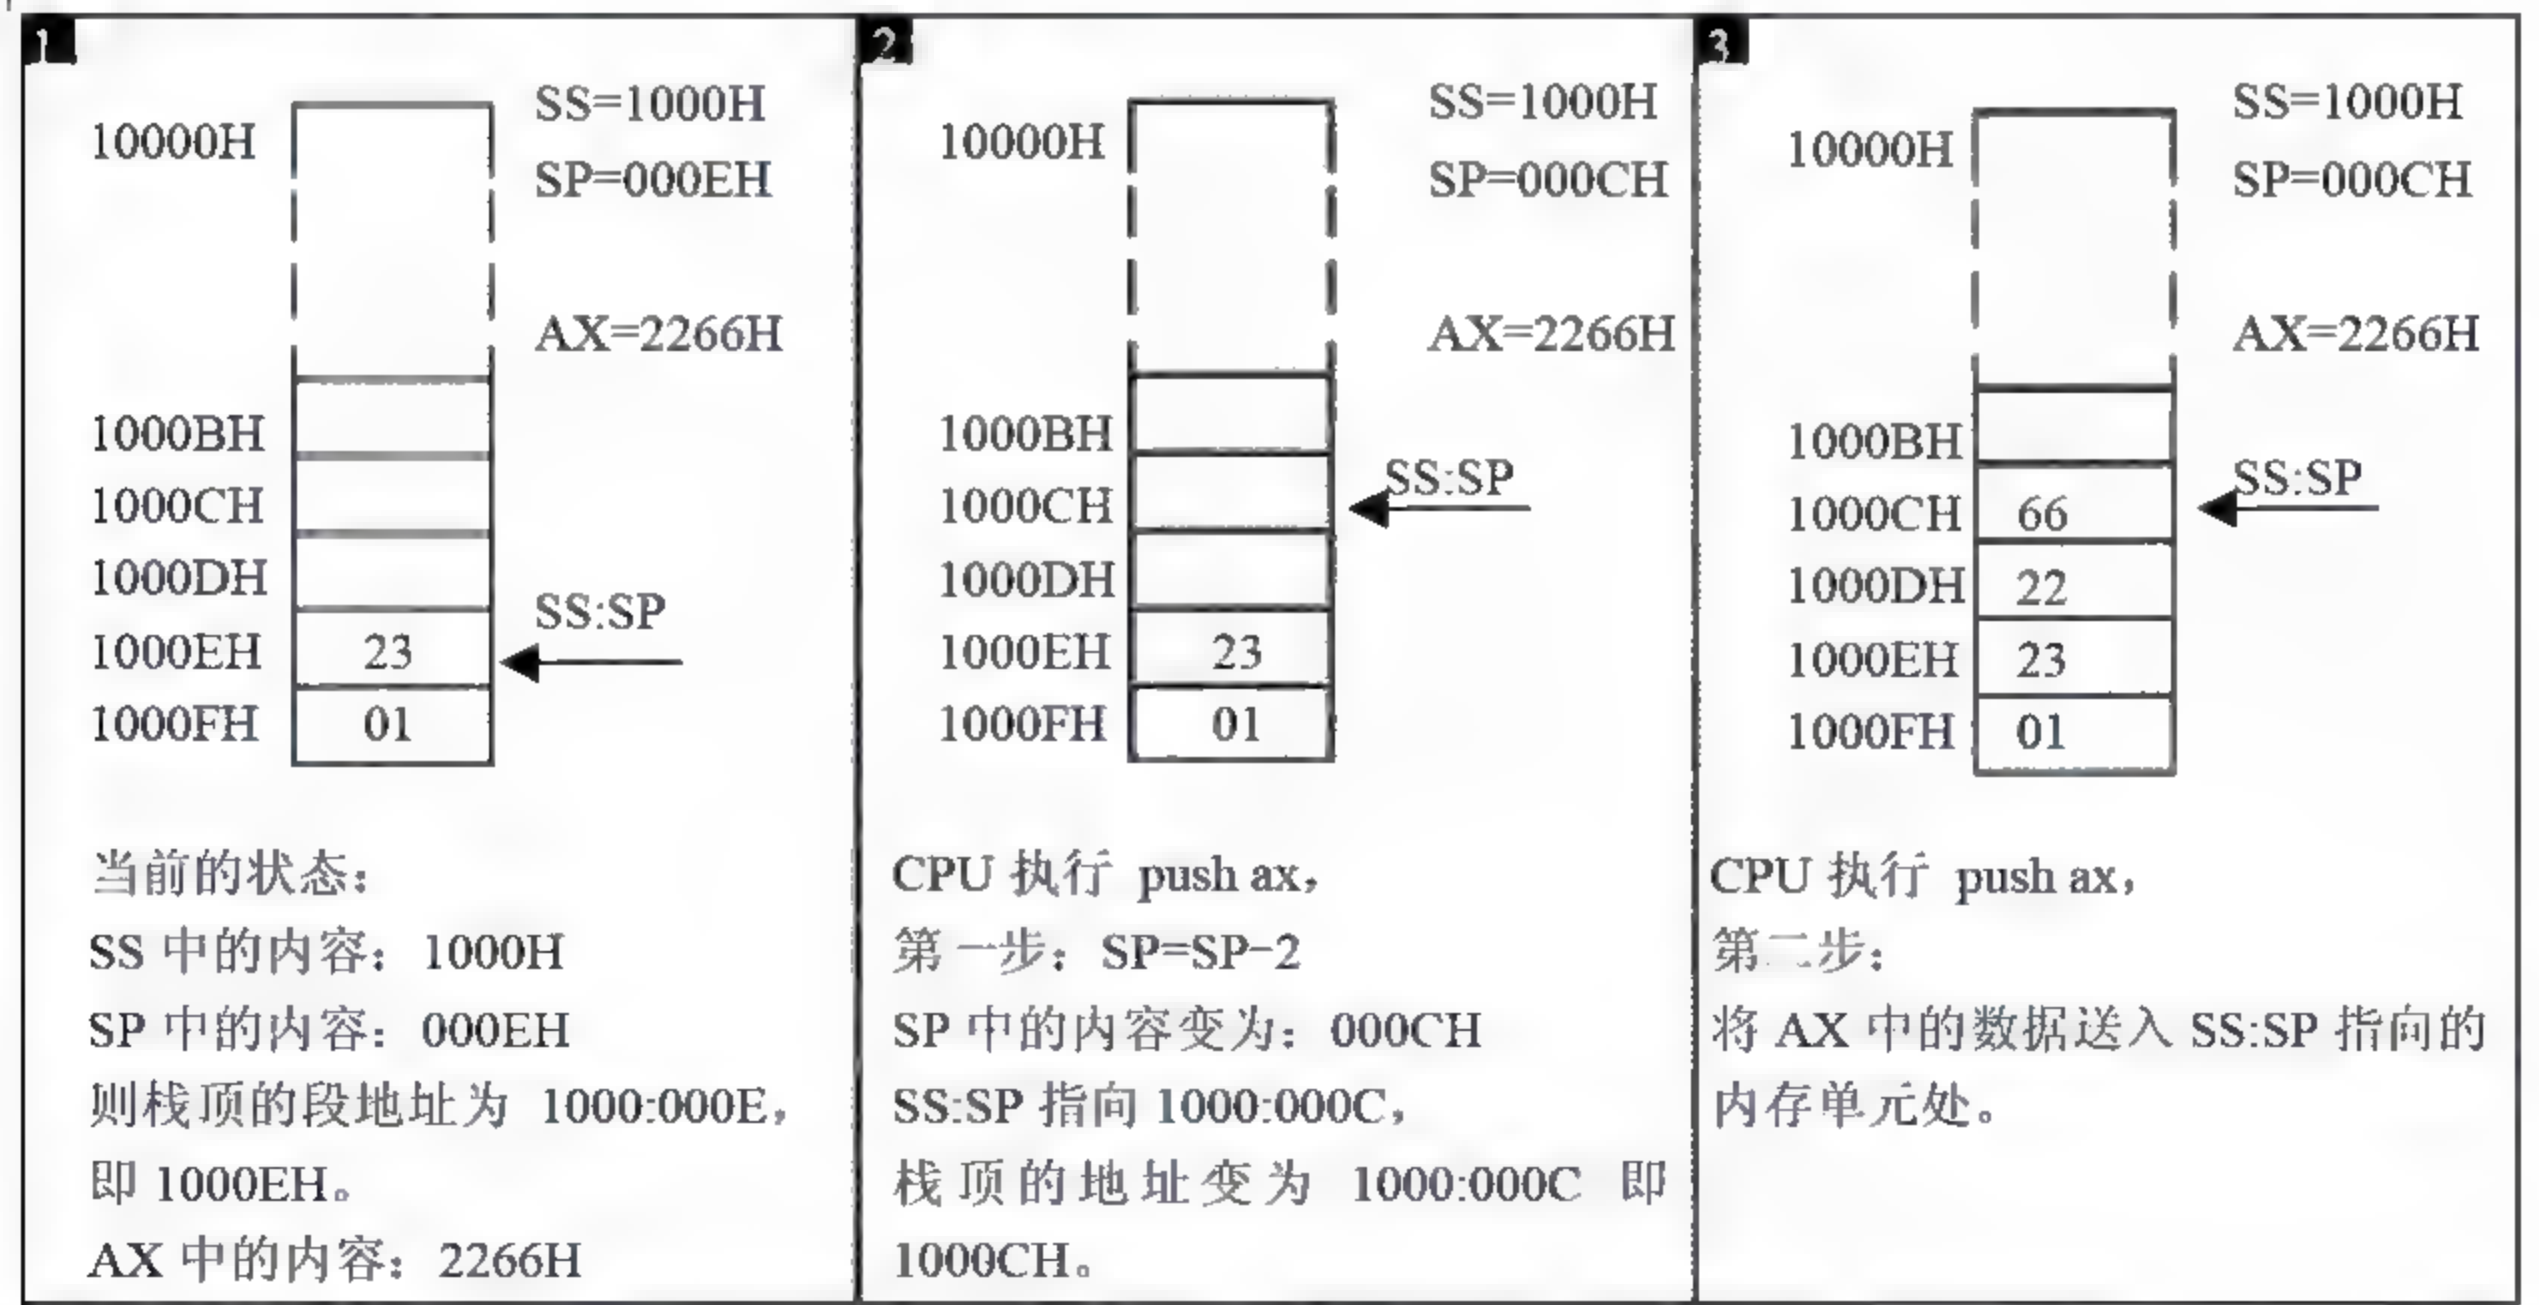 1
SS=1000H
10000H
SP=000EH
AX=2266H
1000BH
1000CH
1000DH
SS:SP
1000EH 23
1000FH 01
当前的状态：
SS 中的内容：1000H
SP 中的内容：000EH
则栈顶的段地址为 1000:000E，
即 1000EH。
AX 中的内容：2266H
2
SS=1000H
10000H
SP=000CH
AX=2266H
1000BH
SS:SP
1000CH
1000DH
1000EH 23
1000FH 01
CPU 执行 push ax，
第一步：SP=SP-2
SP 中的内容变为：000CH
SS:SP 指向 1000:000C，
栈顶的地址变为 1000:000C 即
1000CH。
3
SS=1000H
10000H
SP=000CH
AX=2266H
1000BH
SS:SP
1000CH 66
1000DH 22
1000EH 23
1000FH 01
CPU 执行 push ax，
第二步：
将 AX 中的数据送入 SS:SP 指向的
内存单元处。